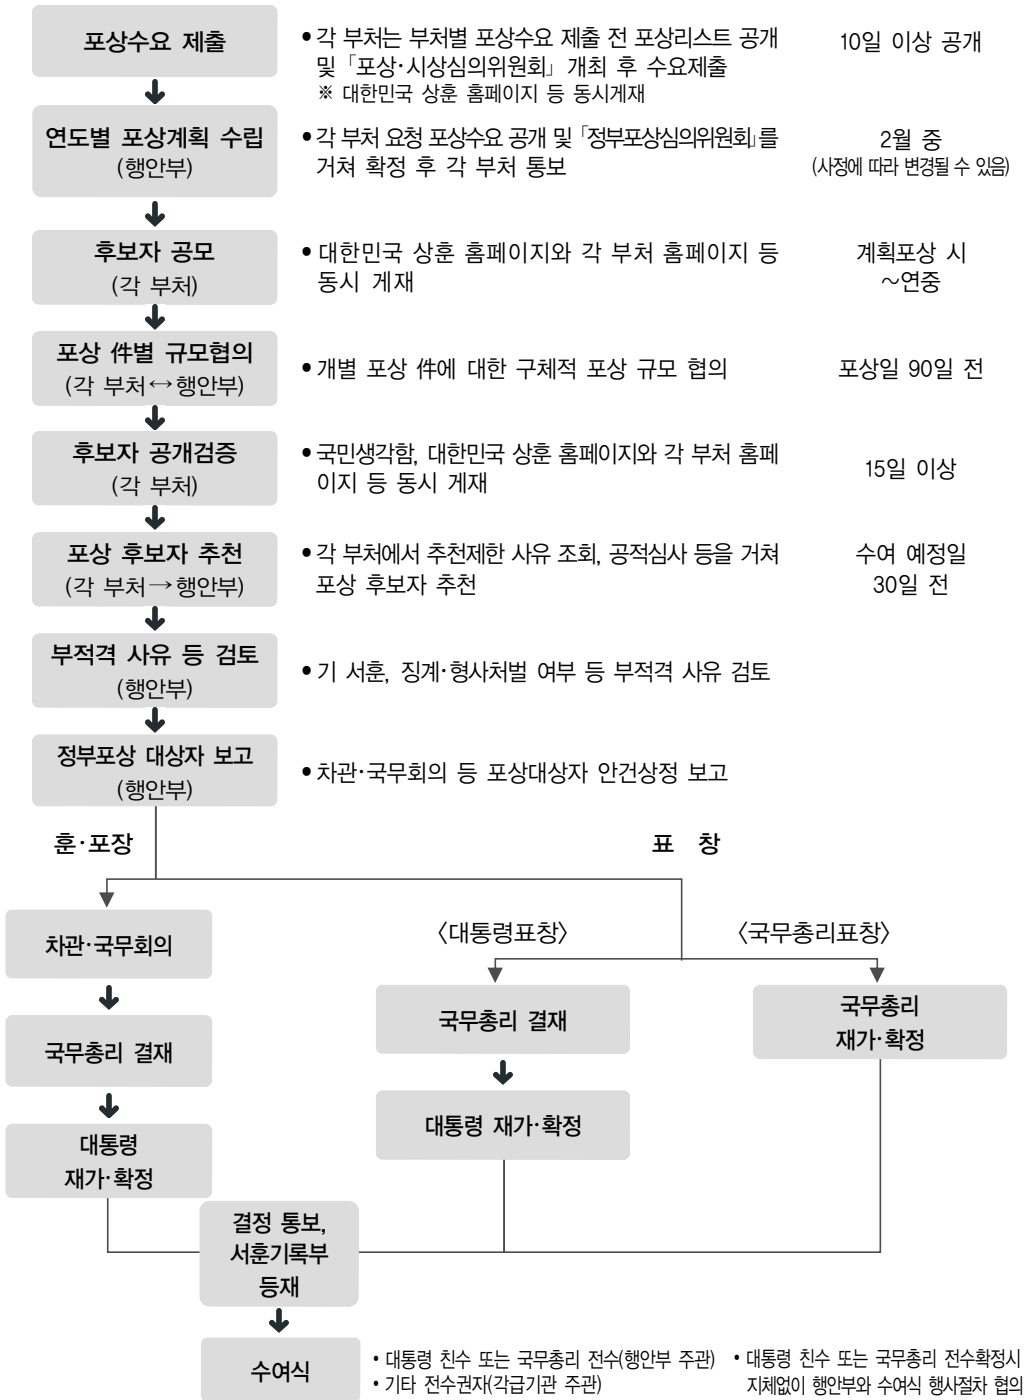 포상수요 제출
• 각 부처는 부처별 포상수요 제출 전 포상리스트 공개
및 「포상·시상심의위원회」 개최 후 수요제출
※ 대한민국 상훈 홈페이지 등 동시게재
10일 이상 공개
연도별 포상계획 수립
(행안부)
• 각 부처 요청 포상수요 공개 및 「정부포상심의위원회」를
거쳐 확정 후 각 부처 통보
2월 중
(사정에 따라 변경될 수 있음)
후보자 공모
(각 부처)
• 대한민국 상훈 홈페이지와 각 부처 홈페이지 등
동시 게재
계획포상 시
~연중
포상 件별 규모협의
(각 부처↔행안부)
• 개별 포상 件에 대한 구체적 포상 규모 협의
포상일 90일 전
후보자 공개검증
(각 부처)
• 국민생각함, 대한민국 상훈 홈페이지와 각 부처 홈페
이지 등 동시 게재
15일 이상
포상 후보자 추천
(각 부처→행안부)
• 각 부처에서 추천제한 사유 조회, 공적심사 등을 거쳐
포상 후보자 추천
수여 예정일
30일 전
부적격 사유 등 검토
(행안부)
• 기 서훈, 징계·형사처벌 여부 등 부적격 사유 검토
정부포상 대상자 보고
(행안부)
• 차관·국무회의 등 포상대상자 안건상정 보고
훈·포장
표 창
차관·국무회의
국무총리 결재
대통령
재가·확정
〈대통령표창〉
국무총리 결재
대통령 재가·확정
〈국무총리표창〉
국무총리
재가·확정
결정 통보,
서훈기록부
등재
수여식
• 대통령 친수 또는 국무총리 전수(행안부 주관)
• 기타 전수권자(각급기관 주관)
• 대통령 친수 또는 국무총리 전수확정시
지체없이 행안부와 수여식 행사절차 협의